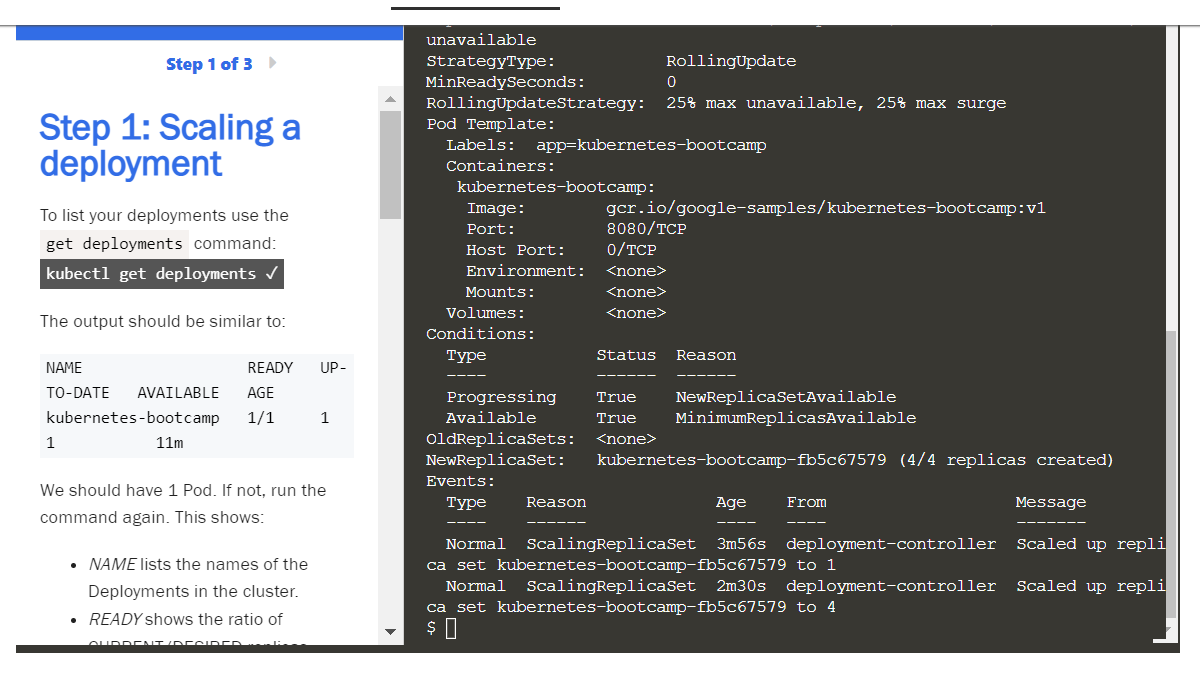 Step 1 of 3
Step 1: Scaling a
deployment
To list your deployments use the
get deployments command:
kubectl get deployments ✓
The output should be similar to:
NAME                  READY   UP-
TO-DATE   AVAILABLE   AGE
kubernetes-bootcamp   1/1     1
1           11m
We should have 1 Pod. If not, run the
command again. This shows:
• NAME lists the names of the
Deployments in the cluster.
• READY shows the ratio of
CURRENT/DESIRED replicas
unavailable
StrategyType:           RollingUpdate
MinReadySeconds:        0
RollingUpdateStrategy:  25% max unavailable, 25% max surge
Pod Template:
  Labels:  app=kubernetes-bootcamp
  Containers:
   kubernetes-bootcamp:
    Image:        gcr.io/google-samples/kubernetes-bootcamp:v1
    Port:         8080/TCP
    Host Port:    0/TCP
    Environment:  <none>
    Mounts:       <none>
  Volumes:        <none>
Conditions:
  Type           Status  Reason
  ----           ------  ------
  Progressing    True    NewReplicaSetAvailable
  Available      True    MinimumReplicasAvailable
OldReplicaSets:  <none>
NewReplicaSet:   kubernetes-bootcamp-fb5c67579 (4/4 replicas created)
Events:
  Type    Reason             Age    From                   Message
  ----    ------             ----   ----                   -------
  Normal  ScalingReplicaSet  3m56s  deployment-controller  Scaled up repli
ca set kubernetes-bootcamp-fb5c67579 to 1
  Normal  ScalingReplicaSet  2m30s  deployment-controller  Scaled up repli
ca set kubernetes-bootcamp-fb5c67579 to 4
$